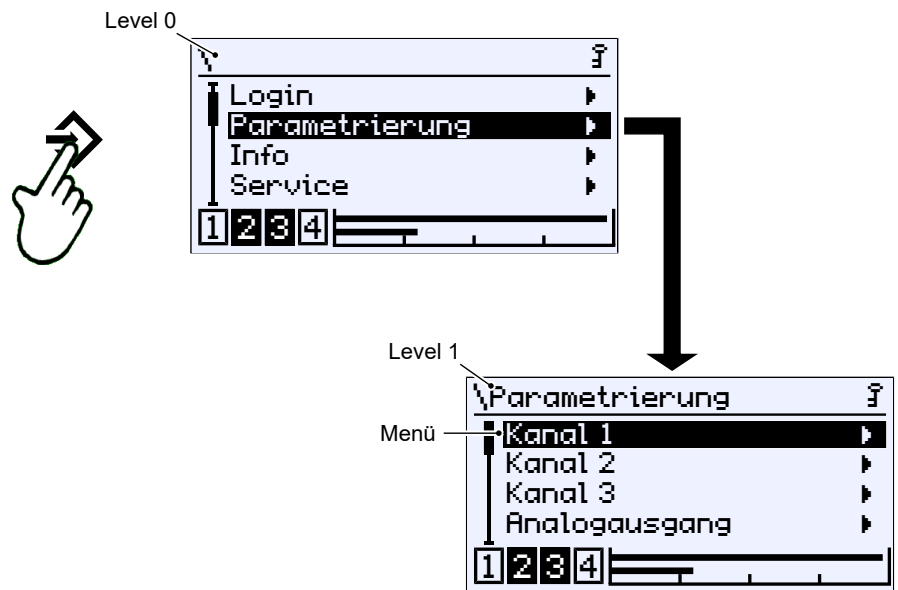 Level 0
\
Login
Parametrierung
Info
Service
1 2 3 4
Level 1
\Parametrierung
Menü
Kanal 1
Kanal 2
Kanal 3
Analogausgang
1 2 3 4